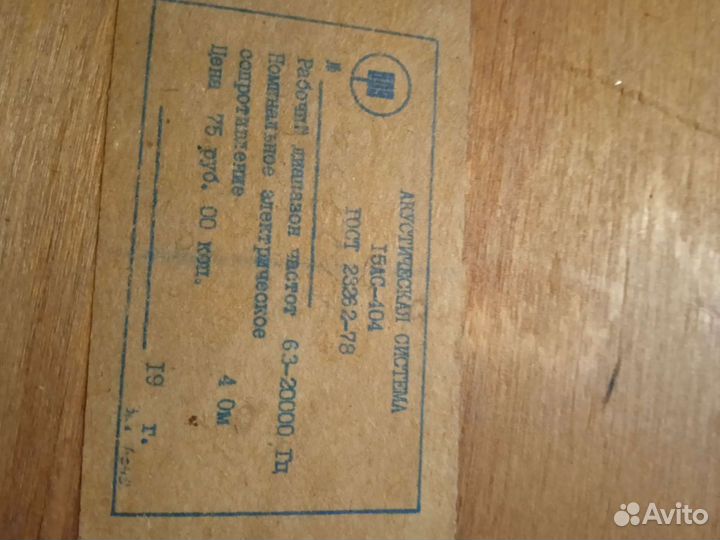 АКУСТИЧЕСКАЯ СИСТЕМА
15АС-404
ГОСТ 23262-78
№
Рабочий диапазон частот 63-20000 Гц
Номинальное электрическое
сопротивление 4 Ом
Цена 75 руб. 00 коп.
19 г.
Avito